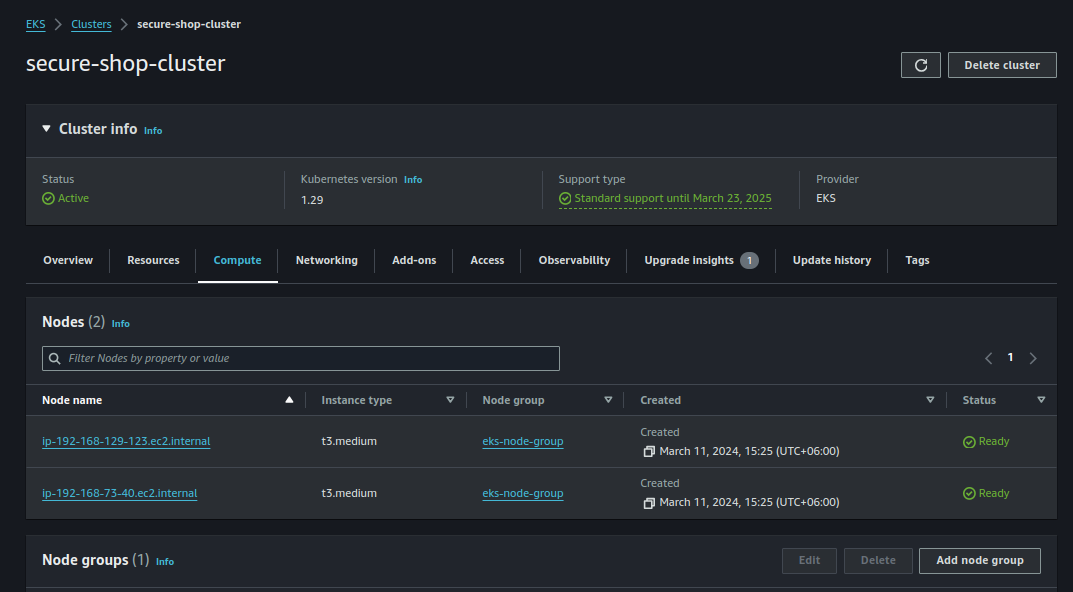 EKS Clusters secure-shop-cluster
secure-shop-cluster
Delete cluster
Cluster info Info
Status
Active
Kubernetes version Info
1.29
Support type
Standard support until March 23, 2025
Provider
EKS
Overview Resources Compute Networking Add-ons Access Observability Upgrade insights 1 Update history Tags
Nodes (2) Info
Filter Nodes by property or value
1
Node name Instance type Node group Created Status
ip-192-168-129-123.ec2.internal t3.medium eks-node-group Created
March 11, 2024, 15:25 (UTC+06:00) Ready
ip-192-168-73-40.ec2.internal t3.medium eks-node-group Created
March 11, 2024, 15:25 (UTC+06:00) Ready
Node groups (1) Info
Edit Delete Add node group